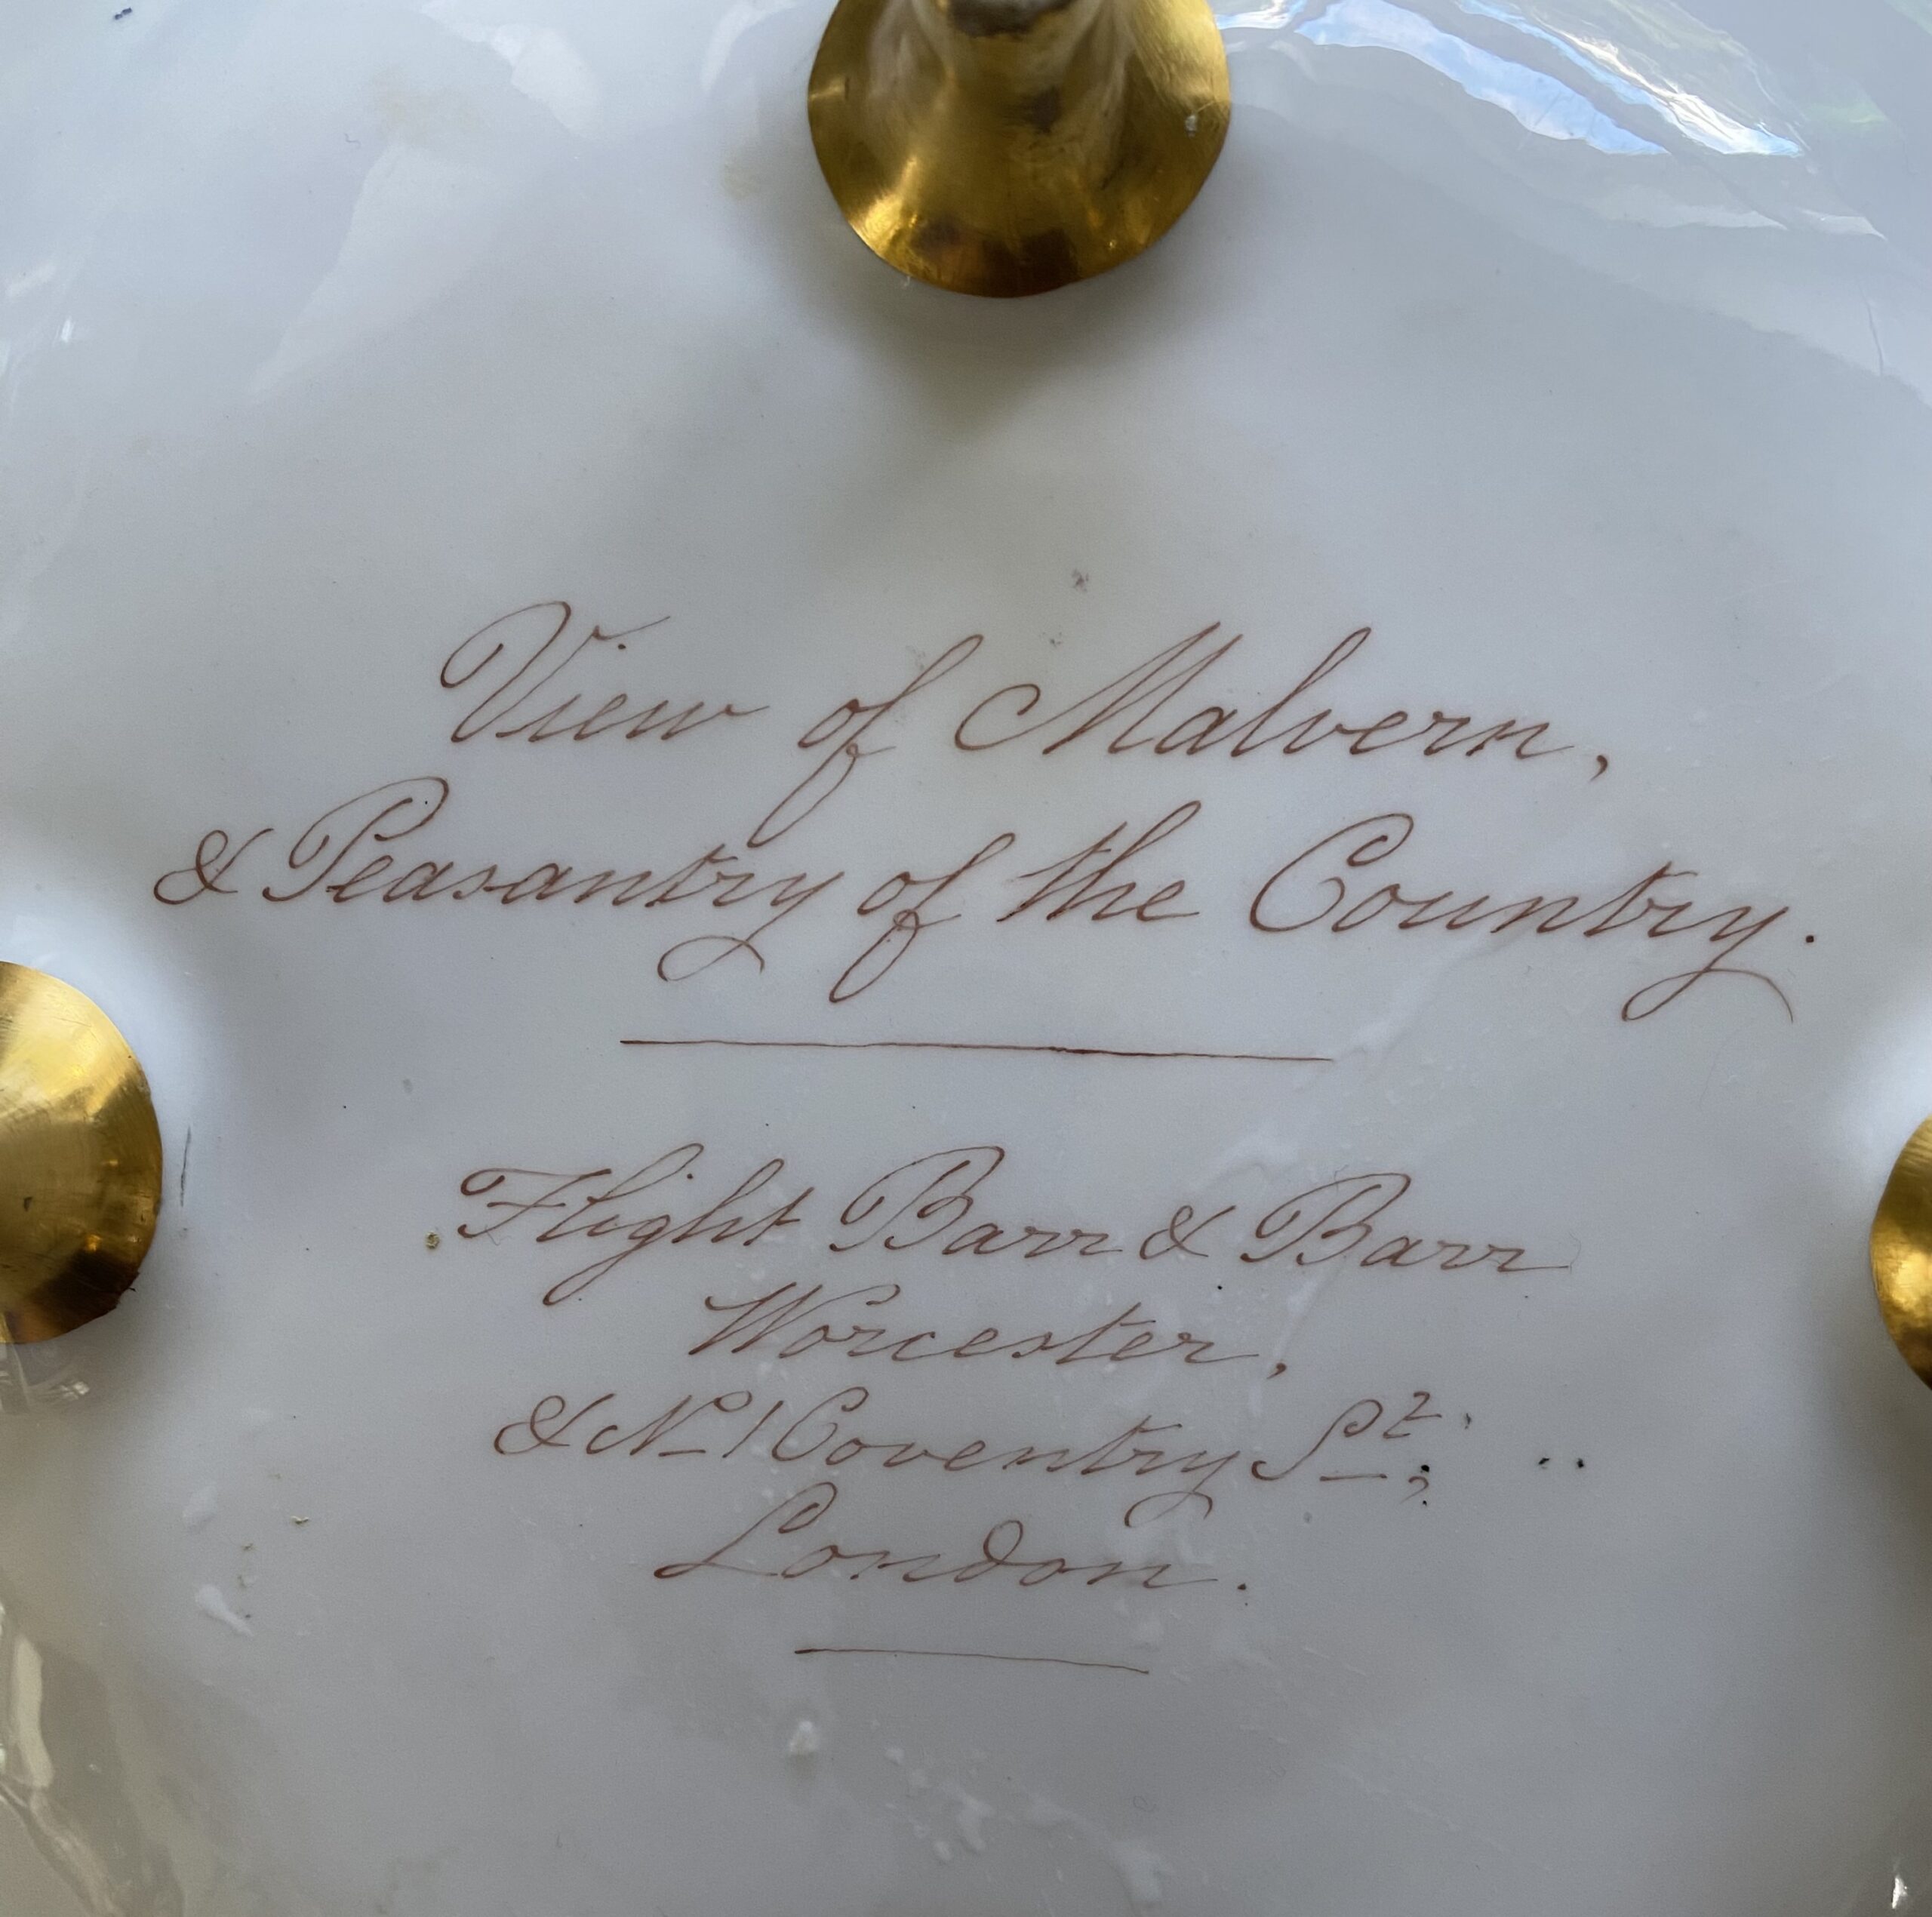 View of Malvern,
& Peasantry of the Country.
Flight Barr & Barr
Worcester,
& No. 1 Coventry St.,
London.